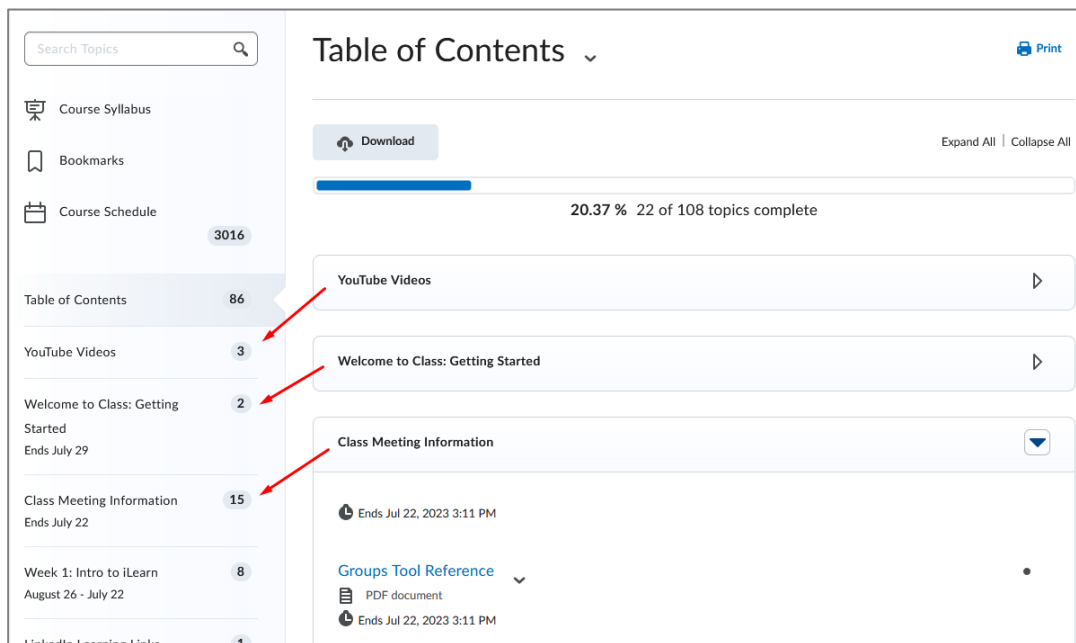 Search Topics
Course Syllabus
Bookmarks
Course Schedule
3016
Table of Contents 86
YouTube Videos 3
Welcome to Class: Getting 2
Started
Ends July 29
Class Meeting Information 15
Ends July 22
Week 1: Intro to iLearn 8
August 26 - July 22
Table of Contents
Print
Download
Expand All | Collapse All
20.37 % 22 of 108 topics complete
YouTube Videos
Welcome to Class: Getting Started
Class Meeting Information
Ends Jul 22, 2023 3:11 PM
Groups Tool Reference
PDF document
Ends Jul 22, 2023 3:11 PM